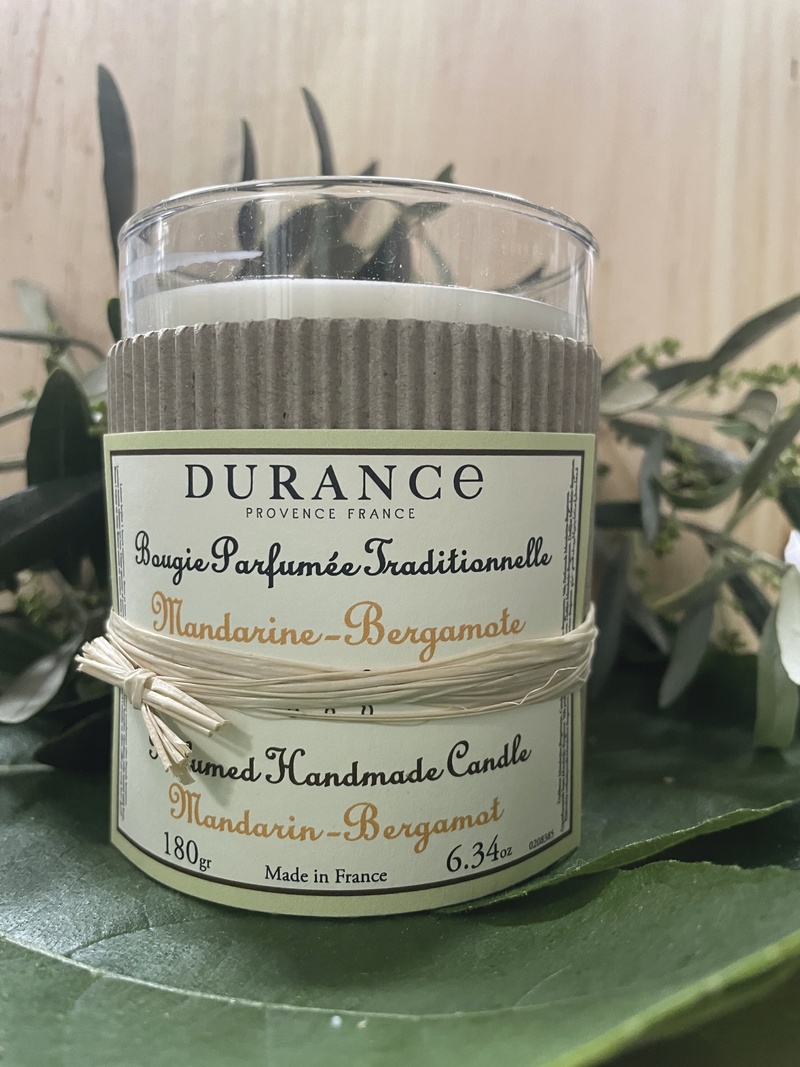 DURANCe
PROVENCE FRANCE
Bougie Parfumée Traditionnelle
Mandarine-Bergamote
Handmade Candle
Mandarin-Bergamot
180gr
Made in France
6.34oz